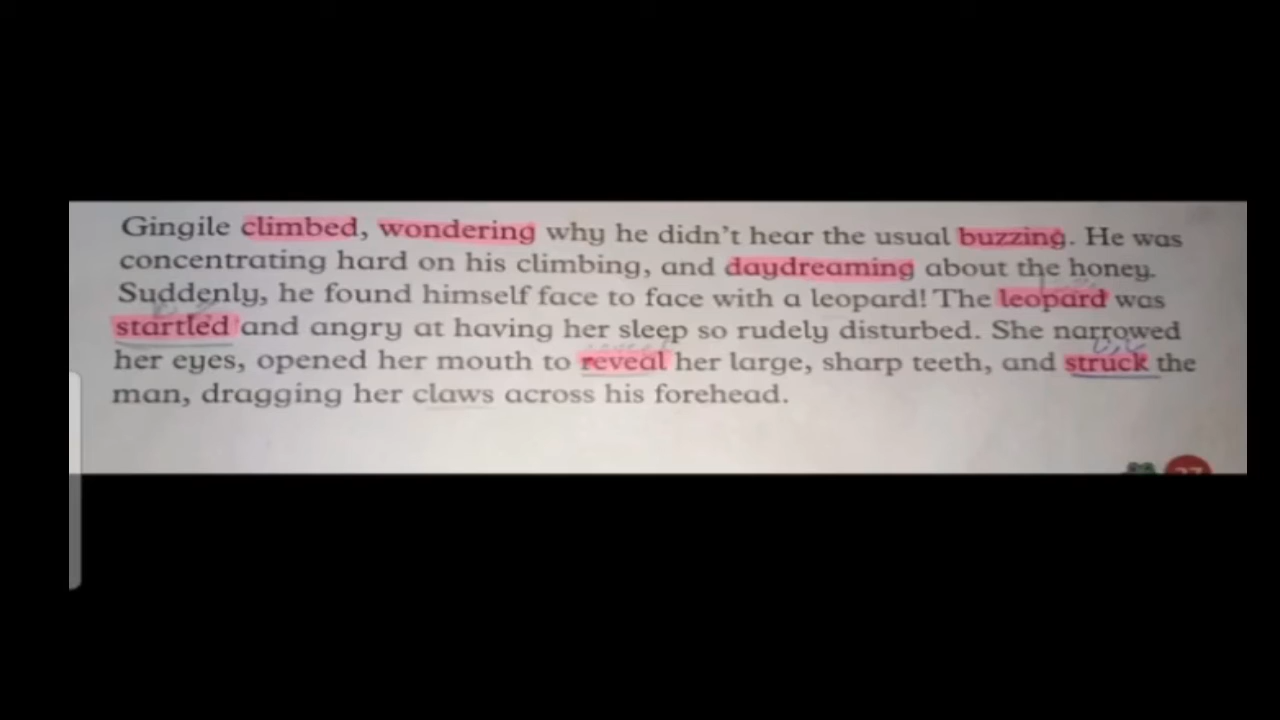 Gingile climbed, wondering why he didn't hear the usual buzzing. He was
concentrating hard on his climbing, and daydreaming about the honey.
Suddenly, he found himself face to face with a leopard! The leopard was
startled and angry at having her sleep so rudely disturbed. She narrowed
her eyes, opened her mouth to reveal her large, sharp teeth, and struck the
man, dragging her claws across his forehead.